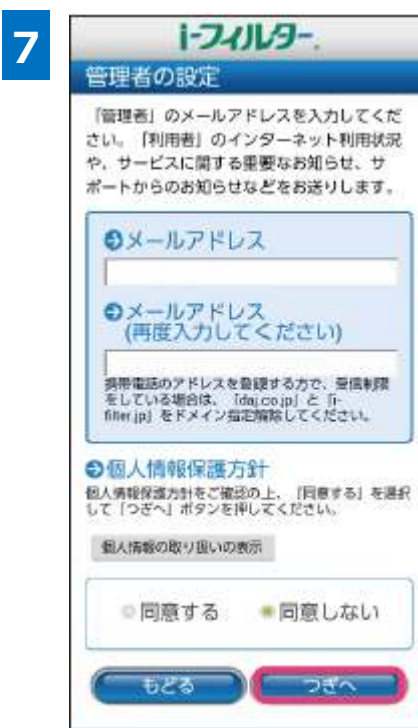 7
i-フィルター.
管理者の設定
「管理者」のメールアドレスを入力してくだ
さい。「利用者」のインターネット利用状況
や、サービスに関する重要なお知らせ、サ
ポートからのお知らせなどをお送りします。
メールアドレス
メールアドレス
(再度入力してください)
携帯電話のアドレスを登録する方で、受信制限
をしている場合は、「daj.co.jp」と「i-
filter.jp」をドメイン指定解除してください。
個人情報保護方針
個人情報保護方針をご確認の上、「同意する」を選択
して「つぎへ」ボタンを押してください。
個人情報の取り扱いの表示
同意する 同意しない
もどる つぎへ